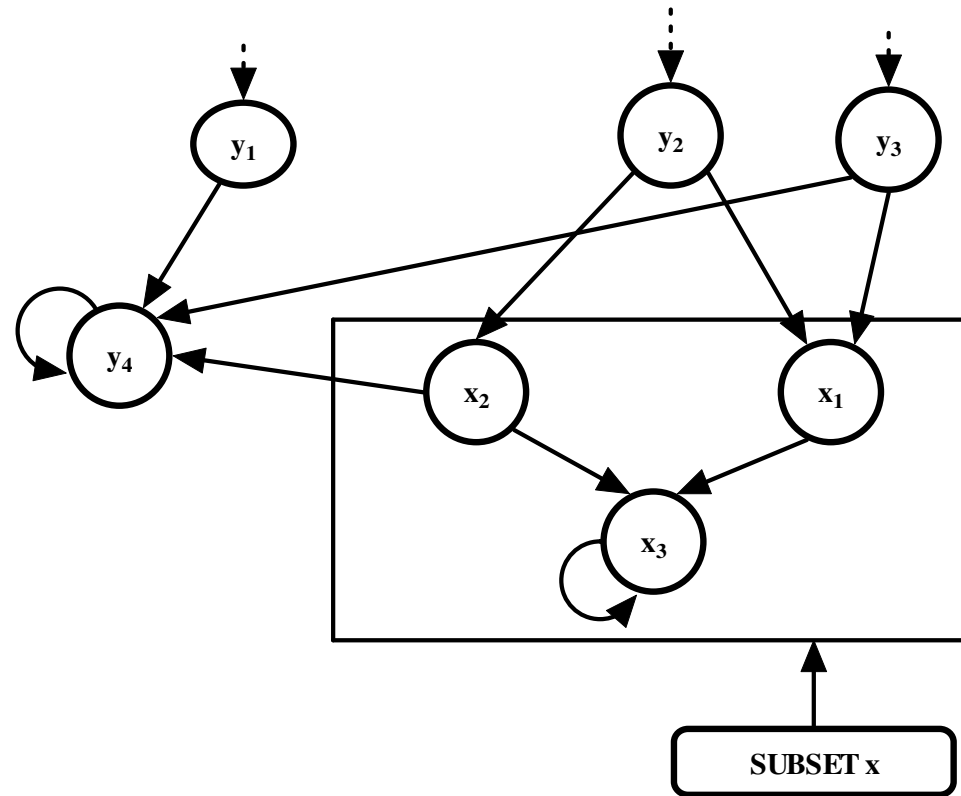 y₁
y₂
y₃
y₄
x₂
x₁
x₃
SUBSET x